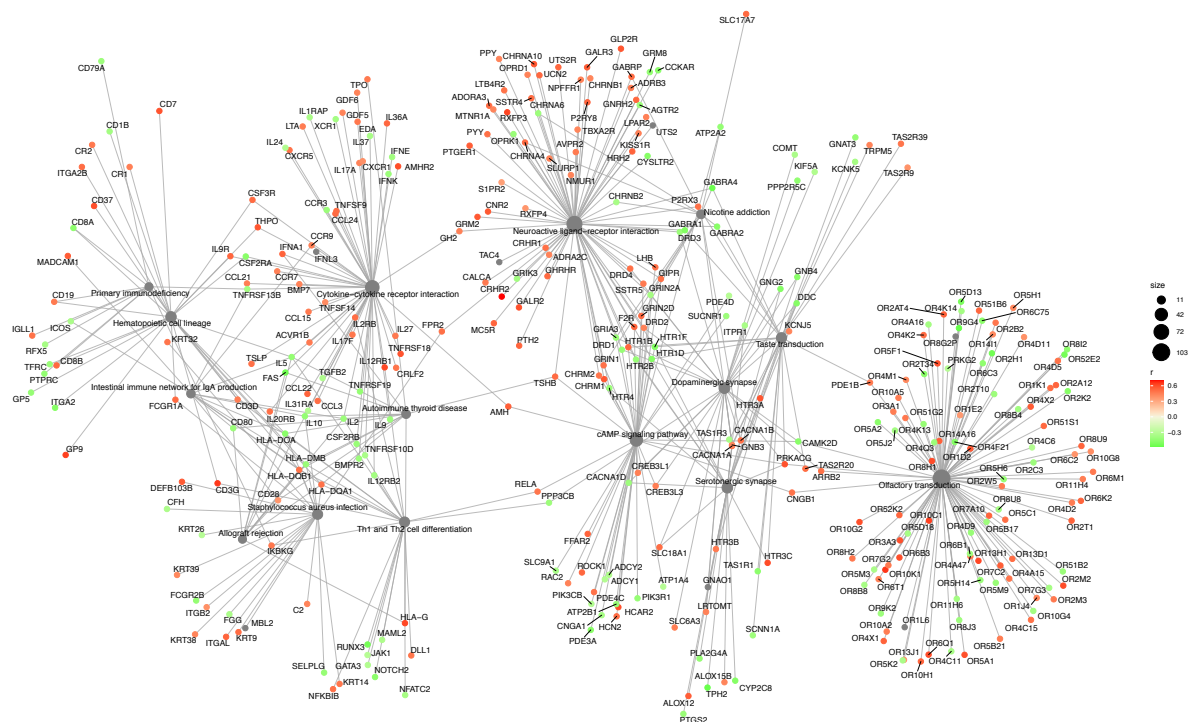 SLC17A7
CD79A
CD7
CD1B
CR2
CR1
ITGA2B
CD37
CD8A
MADCAM1
CD19
IGLL1
ICOS
RFX5
TFRC
CD8B
PTPRC
GP5
ITGA2
GP9
Primary immunodeficiency
Hematopoietic cell lineage
KRT32
Intestinal immune network for IgA production
FCGR1A
CD3D
CD80
TPO
GDF6
IL1RAP
GDF5
IL36A
LTA
XCR1
EDA
IL24
IL37
CXCR5
IFNE
IL17A
CXCR1
AMHR2
IFNK
CSF3R
TNFSF9
CCR3
CCL24
THPO
CCR9
IFNA1
IL9R
IFNL3
CSF2RA
CCL21
CCR7
TNFRSF13B
BMP7
Cytokine−cytokine receptor interaction
TNFSF14
CCL15
IL2RB
IL27
ACVR1B
IL17F
TNFRSF18
TSLP
IL12RB1
IL5
CRLF2
FAS
TGFB2
CCL22
TNFRSF19
IL31RA
CCL3
Autoimmune thyroid disease
IL20RB
IL10
IL2
IL9
HLA−DOA
CSF2RB
TNFRSF10D
HLA−DMB
BMPR2
HLA−DQB1
IL12RB2
HLA−DQA1
DEFB103B
CD3G
CD28
CFH
Staphylococcus aureus infection
Th1 and Th2 cell differentiation
KRT26
Allograft rejection
IKBKG
KRT39
FCGR2B
ITGB2
FGG
MBL2
KRT38
ITGAL
KRT9
C2
HLA−G
MAML2
RUNX3
JAK1
DLL1
SELPLG
GATA3
NOTCH2
KRT14
NFKBIB
NFATC2
PPY
CHRNA10
UTS2R
GLP2R
GALR3
GRM8
OPRD1
UCN2
GABRP
CCKAR
LTB4R2
NPFFR1
CHRNB1
ADRB3
ADORA3
SSTR4
CHRNA6
GNRH2
AGTR2
MTNR1A
RXFP3
P2RY8
LPAR2
UTS2
PYY
TBXA2R
ATP2A2
OPRK1
AVPR2
KISS1R
PTGER1
CHRNA4
SLURP1
HRH2
CYSLTR2
NMUR1
S1PR2
GABRA4
CNR2
CHRNB2
P2RX3
RXFP4
Nicotine addiction
GRM2
GABRA1
GH2
Neuroactive ligand−receptor interaction
GABRA2
DRD3
CRHR1
TAC4
ADRA2C
LHB
GHRHR
DRD4
GIPR
CALCA
GRIK3
CRHR2
SSTR5
GRIN2A
GALR2
GRIN2D
PDE4D
F2R
SUCNR1
MC5R
DRD2
FPR2
GRIA3
ITPR1
PTH2
DRD1
HTR1B
HTR1F
HTR1D
GRIN1
HTR2B
CHRM2
TSHB
CHRM1
Dopaminergic synapse
HTR4
AMH
HTR3A
COMT
GNAT3
TAS2R39
KIF5A
TRPM5
PPP2R5C
KCNK5
TAS2R9
GNB4
GNG2
DDC
KCNJ5
Taste transduction
TAS1R3
CACNA1B
cAMP signaling pathway
GNB3
CAMK2D
CACNA1A
PRKACG
TAS2R20
ARRB2
CREB3L1
CACNA1D
CREB3L3
Serotonergic synapse
CNGB1
RELA
PPP3CB
FFAR2
SLC18A1
HTR3B
HTR3C
SLC9A1
ROCK1
ADCY2
TAS1R1
RAC2
ADCY1
ATP1A4
GNAO1
PIK3CB
PDE4C
PIK3R1
ATP2B1
HCAR2
LRTOMT
CNGA1
HCN2
SLC6A3
PDE3A
SCNN1A
PLA2G4A
ALOX15B
CYP2C8
ALOX12
TPH2
PTGS2
OR5D13
OR5H1
OR2AT4
OR4K14
OR51B6
OR6C75
OR4A16
OR9G4
OR4K2
OR8G2P
OR2B2
OR14I1
OR4D11
OR8I2
OR5F1
PRKG2
OR2T34
OR2H1
OR52E2
OR4D5
OR4M1
OR6C3
PDE1B
OR2T10
OR1K1
OR2A12
OR10A5
OR2K2
OR3A1
OR51G2
OR1E2
OR4X2
OR8B4
OR5A2
OR4K13
OR14A16
OR51S1
OR5J2
OR4Q3
OR4F21
OR4C6
OR8U9
OR1D2
OR6C2
OR10G8
OR8H1
OR5H6
OR2C3
OR6M1
OR2W5
OR11H4
Olfactory transduction
OR8U8
OR6K2
OR52K2
OR7A10
OR5C1
OR4D2
OR10C1
OR2T1
OR10G2
OR5D18
OR4D9
OR5B17
OR3A3
OR6B1
OR8H2
OR7G2
OR6B3
OR13H1
OR13D1
OR4A47
OR51B2
OR5M3
OR10K1
OR7C2
OR4A15
OR8B8
OR6T1
OR5H14
OR5M9
OR7G3
OR2M2
OR9K2
OR11H6
OR1J4
OR2M3
OR10A2
OR1L6
OR8J3
OR4C15
OR10G4
OR4X1
OR6Q1
OR5B21
OR13J1
OR5K2
OR4C11
OR5A1
OR10H1
size
11
42
72
103
r
0.6
0.3
0.0
−0.3